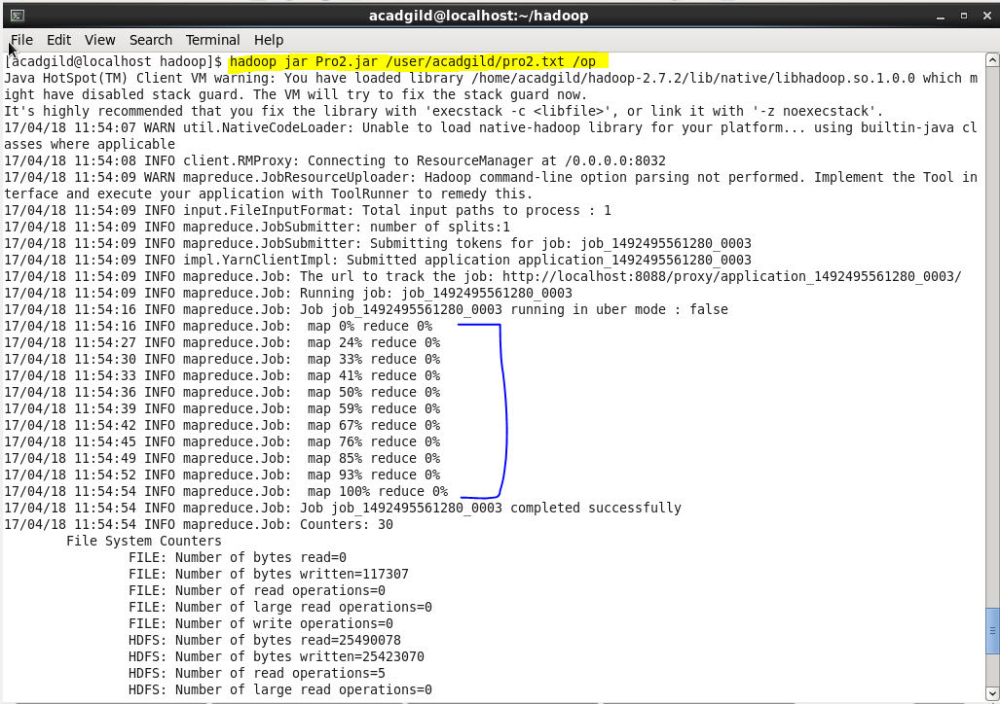 acadgild@localhost:~/hadoop
File Edit View Search Terminal Help
[acadgild@localhost hadoop]$ hadoop jar Pro2.jar /user/acadgild/pro2.txt /op
Java HotSpot(TM) Client VM warning: You have loaded library /home/acadgild/hadoop-2.7.2/lib/native/libhadoop.so.1.0.0 which m
ight have disabled stack guard. The VM will try to fix the stack guard now.
It's highly recommended that you fix the library with 'execstack -c <libfile>', or link it with '-z noexecstack'.
17/04/18 11:54:07 WARN util.NativeCodeLoader: Unable to load native-hadoop library for your platform... using builtin-java cl
asses where applicable
17/04/18 11:54:08 INFO client.RMProxy: Connecting to ResourceManager at /0.0.0.0:8032
17/04/18 11:54:09 WARN mapreduce.JobResourceUploader: Hadoop command-line option parsing not performed. Implement the Tool in
terface and execute your application with ToolRunner to remedy this.
17/04/18 11:54:09 INFO input.FileInputFormat: Total input paths to process : 1
17/04/18 11:54:09 INFO mapreduce.JobSubmitter: number of splits:1
17/04/18 11:54:09 INFO mapreduce.JobSubmitter: Submitting tokens for job: job_1492495561280_0003
17/04/18 11:54:09 INFO impl.YarnClientImpl: Submitted application application_1492495561280_0003
17/04/18 11:54:09 INFO mapreduce.Job: The url to track the job: http://localhost:8088/proxy/application_1492495561280_0003/
17/04/18 11:54:09 INFO mapreduce.Job: Running job: job_1492495561280_0003
17/04/18 11:54:16 INFO mapreduce.Job: Job job_1492495561280_0003 running in uber mode : false
17/04/18 11:54:16 INFO mapreduce.Job:  map 0% reduce 0%
17/04/18 11:54:27 INFO mapreduce.Job:  map 24% reduce 0%
17/04/18 11:54:30 INFO mapreduce.Job:  map 33% reduce 0%
17/04/18 11:54:33 INFO mapreduce.Job:  map 41% reduce 0%
17/04/18 11:54:36 INFO mapreduce.Job:  map 50% reduce 0%
17/04/18 11:54:39 INFO mapreduce.Job:  map 59% reduce 0%
17/04/18 11:54:42 INFO mapreduce.Job:  map 67% reduce 0%
17/04/18 11:54:45 INFO mapreduce.Job:  map 76% reduce 0%
17/04/18 11:54:49 INFO mapreduce.Job:  map 85% reduce 0%
17/04/18 11:54:52 INFO mapreduce.Job:  map 93% reduce 0%
17/04/18 11:54:54 INFO mapreduce.Job:  map 100% reduce 0%
17/04/18 11:54:54 INFO mapreduce.Job: Job job_1492495561280_0003 completed successfully
17/04/18 11:54:54 INFO mapreduce.Job: Counters: 30
File System Counters
FILE: Number of bytes read=0
FILE: Number of bytes written=117307
FILE: Number of read operations=0
FILE: Number of large read operations=0
FILE: Number of write operations=0
HDFS: Number of bytes read=25490078
HDFS: Number of bytes written=25423070
HDFS: Number of read operations=5
HDFS: Number of large read operations=0